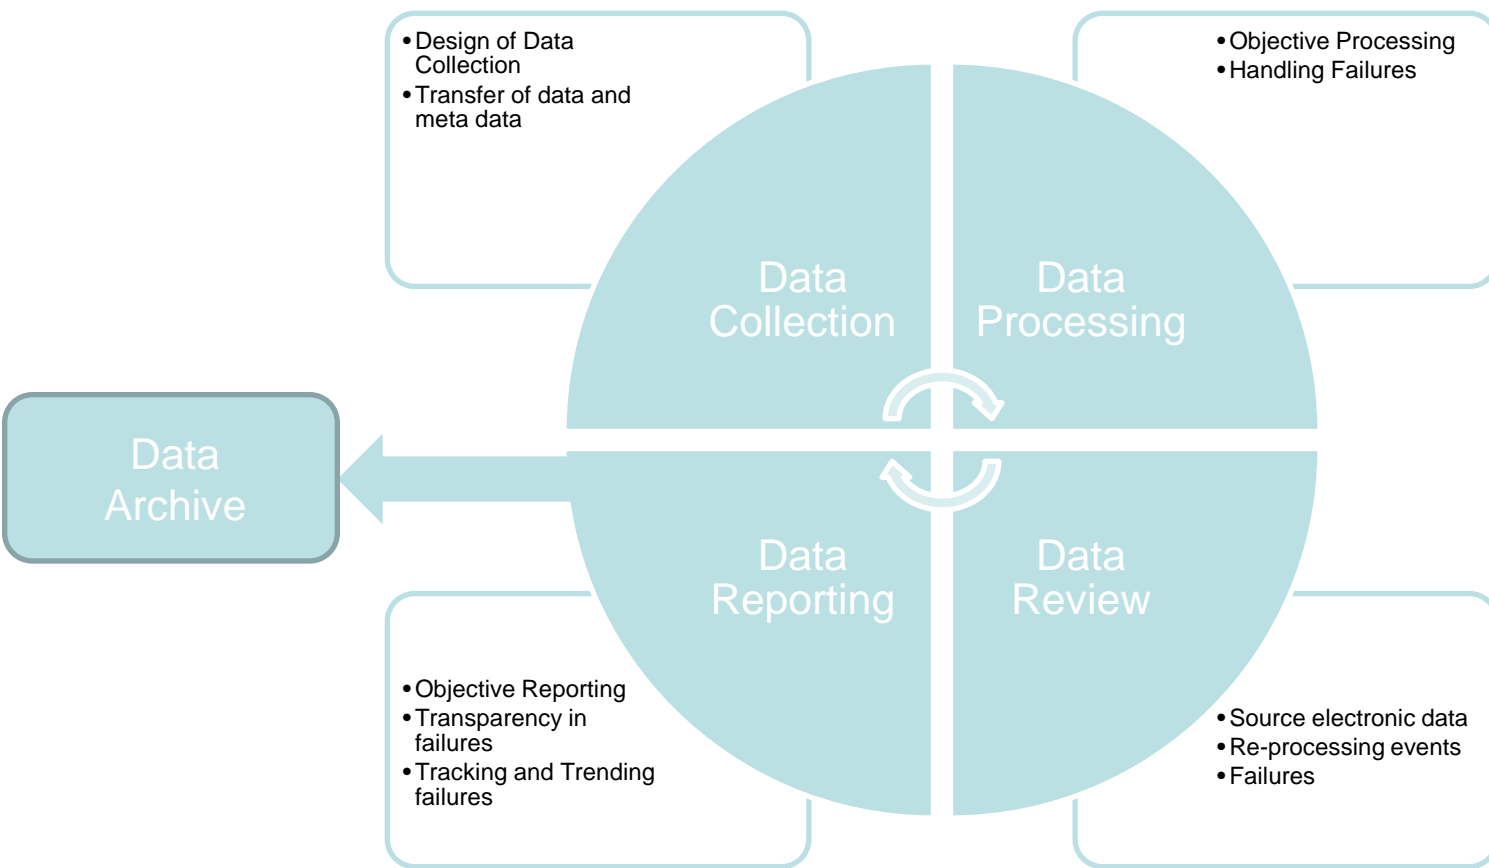 •Design of Data
Collection
•Transfer of data and
meta data
•Objective Processing
•Handling Failures
Data
Collection
Data
Processing
Data
Archive
Data
Reporting
Data
Review
•Objective Reporting
•Transparency in
failures
•Tracking and Trending
failures
•Source electronic data
•Re-processing events
•Failures